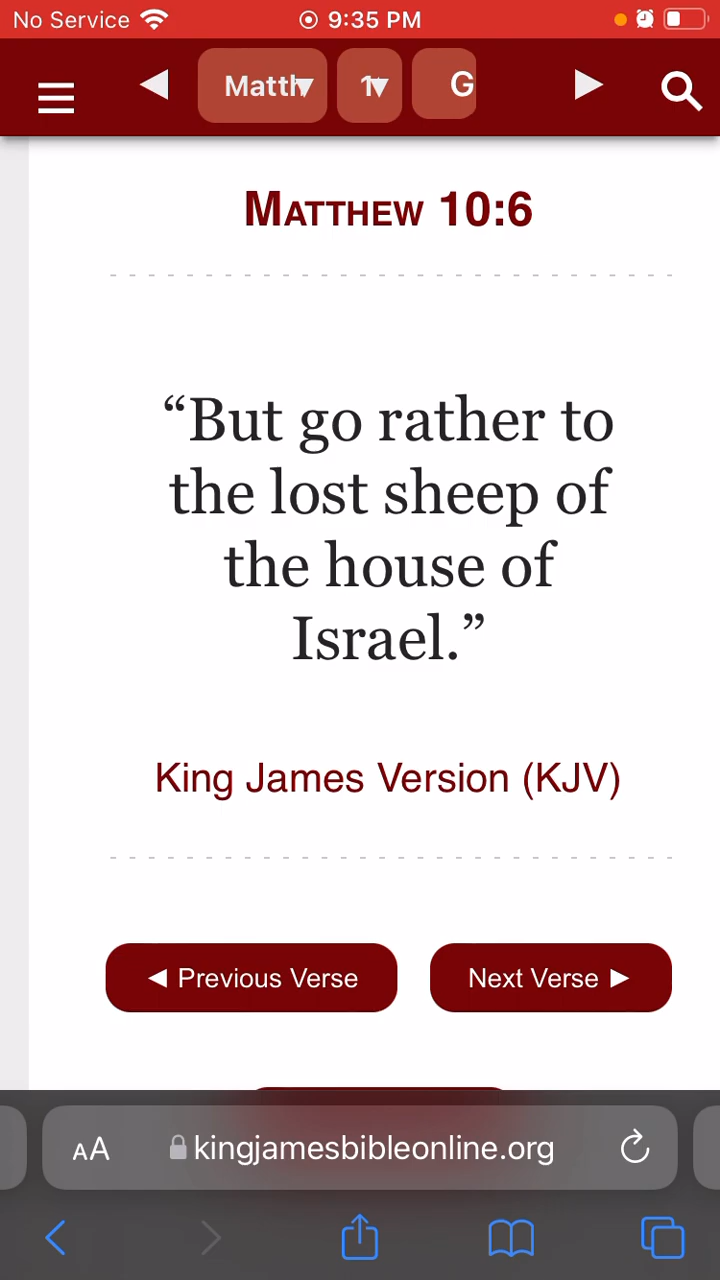 No Service 9:35 PM
Matth 1 G
MATTHEW 10:6
“But go rather to
the lost sheep of
the house of
Israel.”
King James Version (KJV)
◀ Previous Verse Next Verse ▶
AA kingjamesbibleonline.org